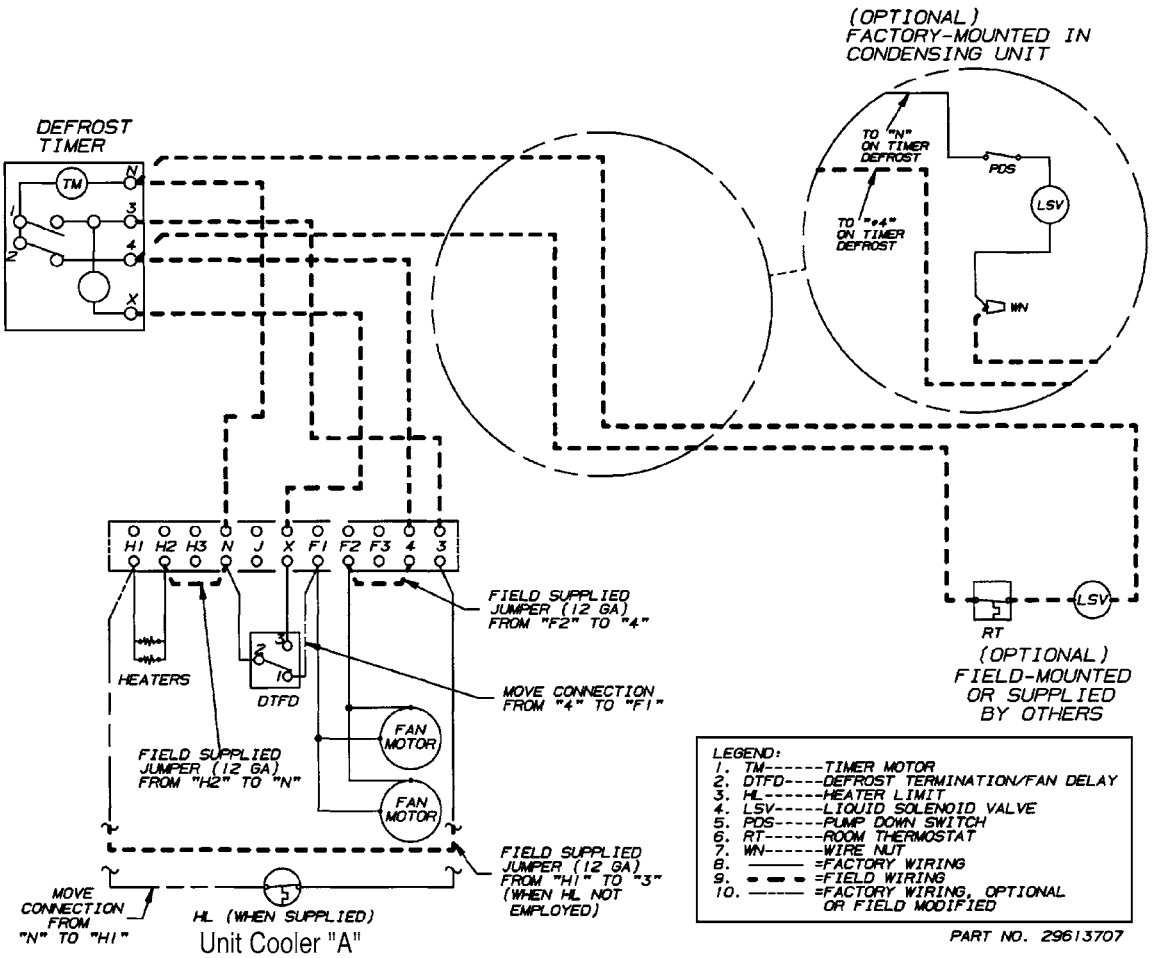 (OPTIONAL)
FACTORY-MOUNTED IN
CONDENSING UNIT
DEFROST
TIMER
TM
N
1
2
3
4
X
TO "N"
ON TIMER
DEFROST
PDS
LSV
TO "*4"
ON TIMER
DEFROST
WN
H1 H2 H3 N J X F1 F2 F3 4 3
FIELD SUPPLIED
JUMPER (12 GA)
FROM "F2" TO "4"
HEATERS
3
2
1
DTFD
MOVE CONNECTION
FROM "4" TO "F1"
FAN
MOTOR
FAN
MOTOR
FIELD SUPPLIED
JUMPER (12 GA)
FROM "H2" TO "N"
FIELD SUPPLIED
JUMPER (12 GA)
FROM "H1" TO "3"
(WHEN HL NOT
EMPLOYED)
MOVE
CONNECTION
FROM
"N" TO "H1"
HL (WHEN SUPPLIED)
Unit Cooler "A"
RT
LSV
(OPTIONAL)
FIELD-MOUNTED
OR SUPPLIED
BY OTHERS
LEGEND:
1. TM------TIMER MOTOR
2. DTFD----DEFROST TERMINATION/FAN DELAY
3. HL------HEATER LIMIT
4. LSV-----LIQUID SOLENOID VALVE
5. PDS-----PUMP DOWN SWITCH
6. RT------ROOM THERMOSTAT
7. WN------WIRE NUT
8. =FACTORY WIRING
9. =FIELD WIRING
10. =FACTORY WIRING, OPTIONAL
OR FIELD MODIFIED
PART NO. 29613707